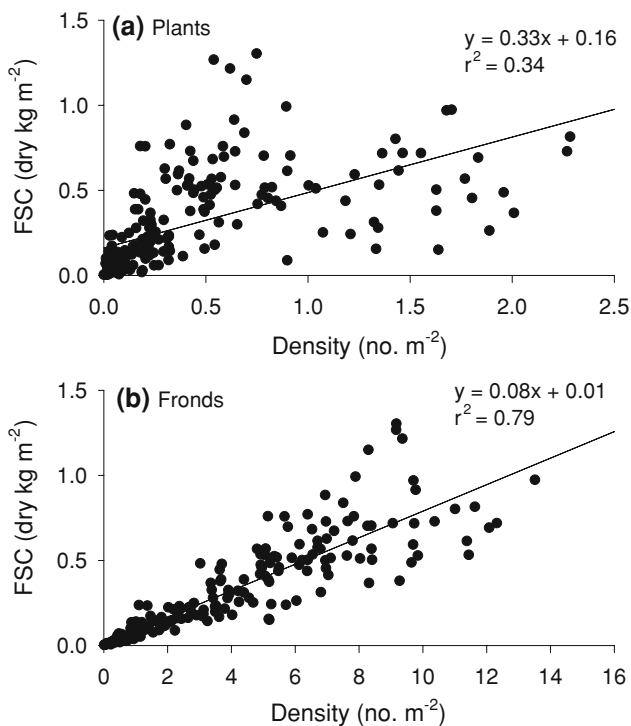 (a) Plants
y = 0.33x + 0.16
r² = 0.34
FSC (dry kg m⁻²)
1.5
1.0
0.5
0.0
0.0 0.5 1.0 1.5 2.0 2.5
Density (no. m⁻²)
(b) Fronds
y = 0.08x + 0.01
r² = 0.79
FSC (dry kg m⁻²)
1.5
1.0
0.5
0.0
0 2 4 6 8 10 12 14 16
Density (no. m⁻²)